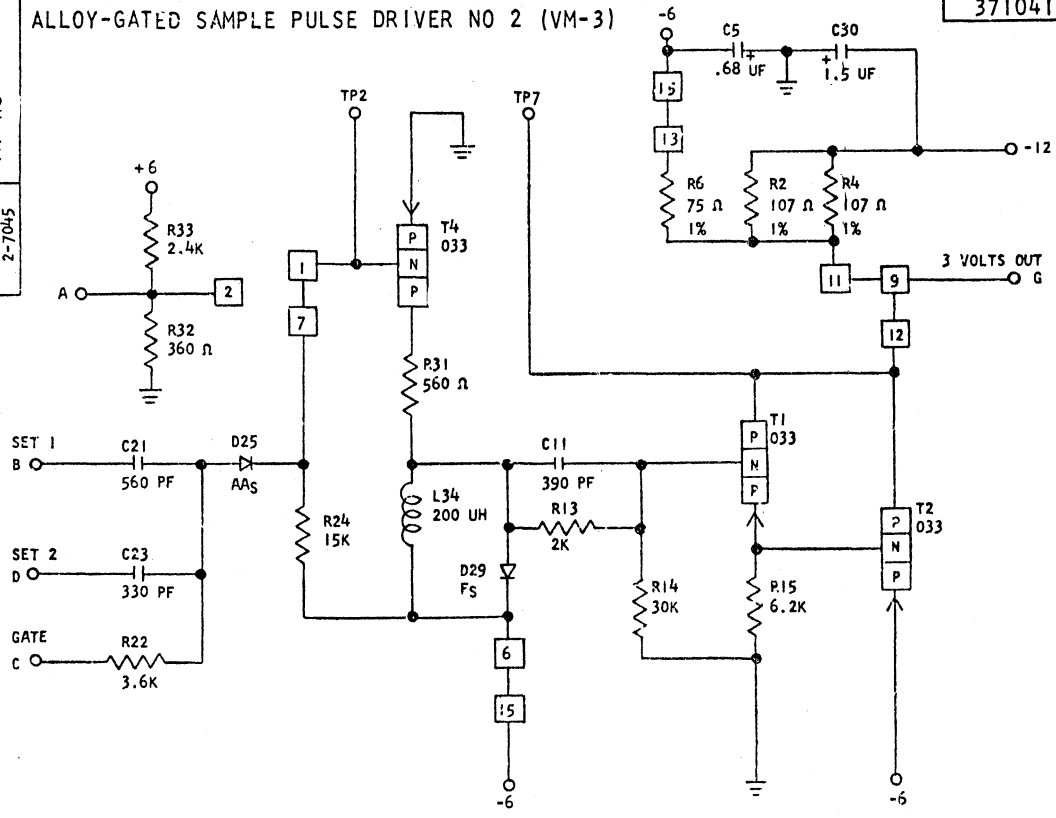 ALLOY-GATED SAMPLE PULSE DRIVER NO 2 (VM-3)
371041
2-7045
-6
C5
.68 UF
+
C30
+
1.5 UF
15
13
-12
R6
75 Ω
1%
R2
107 Ω
1%
R4
107 Ω
1%
3 VOLTS OUT
G
11
9
12
TP2
TP7
+6
R33
2.4K
A
2
R32
360 Ω
1
7
P
N
P
T4
033
R31
560 Ω
SET 1
B
C21
560 PF
D25
AAS
R24
15K
L34
200 UH
C11
390 PF
R13
2K
T1
033
P
N
P
T2
033
P
N
P
SET 2
D
C23
330 PF
D29
FS
R14
30K
R15
6.2K
GATE
C
R22
3.6K
6
15
-6
-6